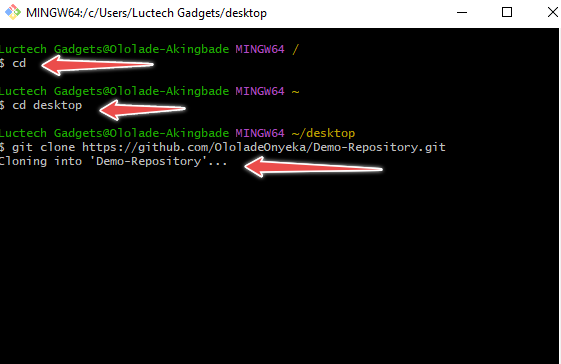 MINGW64:/c/Users/Luctech Gadgets/desktop
Luctech Gadgets@Ololade-Akingbade MINGW64 /
$ cd
Luctech Gadgets@Ololade-Akingbade MINGW64 ~
$ cd desktop
Luctech Gadgets@Ololade-Akingbade MINGW64 ~/desktop
$ git clone https://github.com/OloladeOnyeka/Demo-Repository.git
Cloning into 'Demo-Repository'...